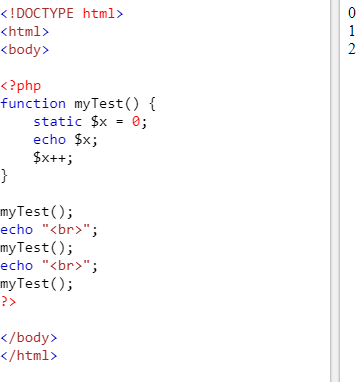 <!DOCTYPE html>
<html>
<body>

<?php
function myTest() {
    static $x = 0;
    echo $x;
    $x++;
}

myTest();
echo "<br>";
myTest();
echo "<br>";
myTest();
?>

</body>
</html>
0
1
2